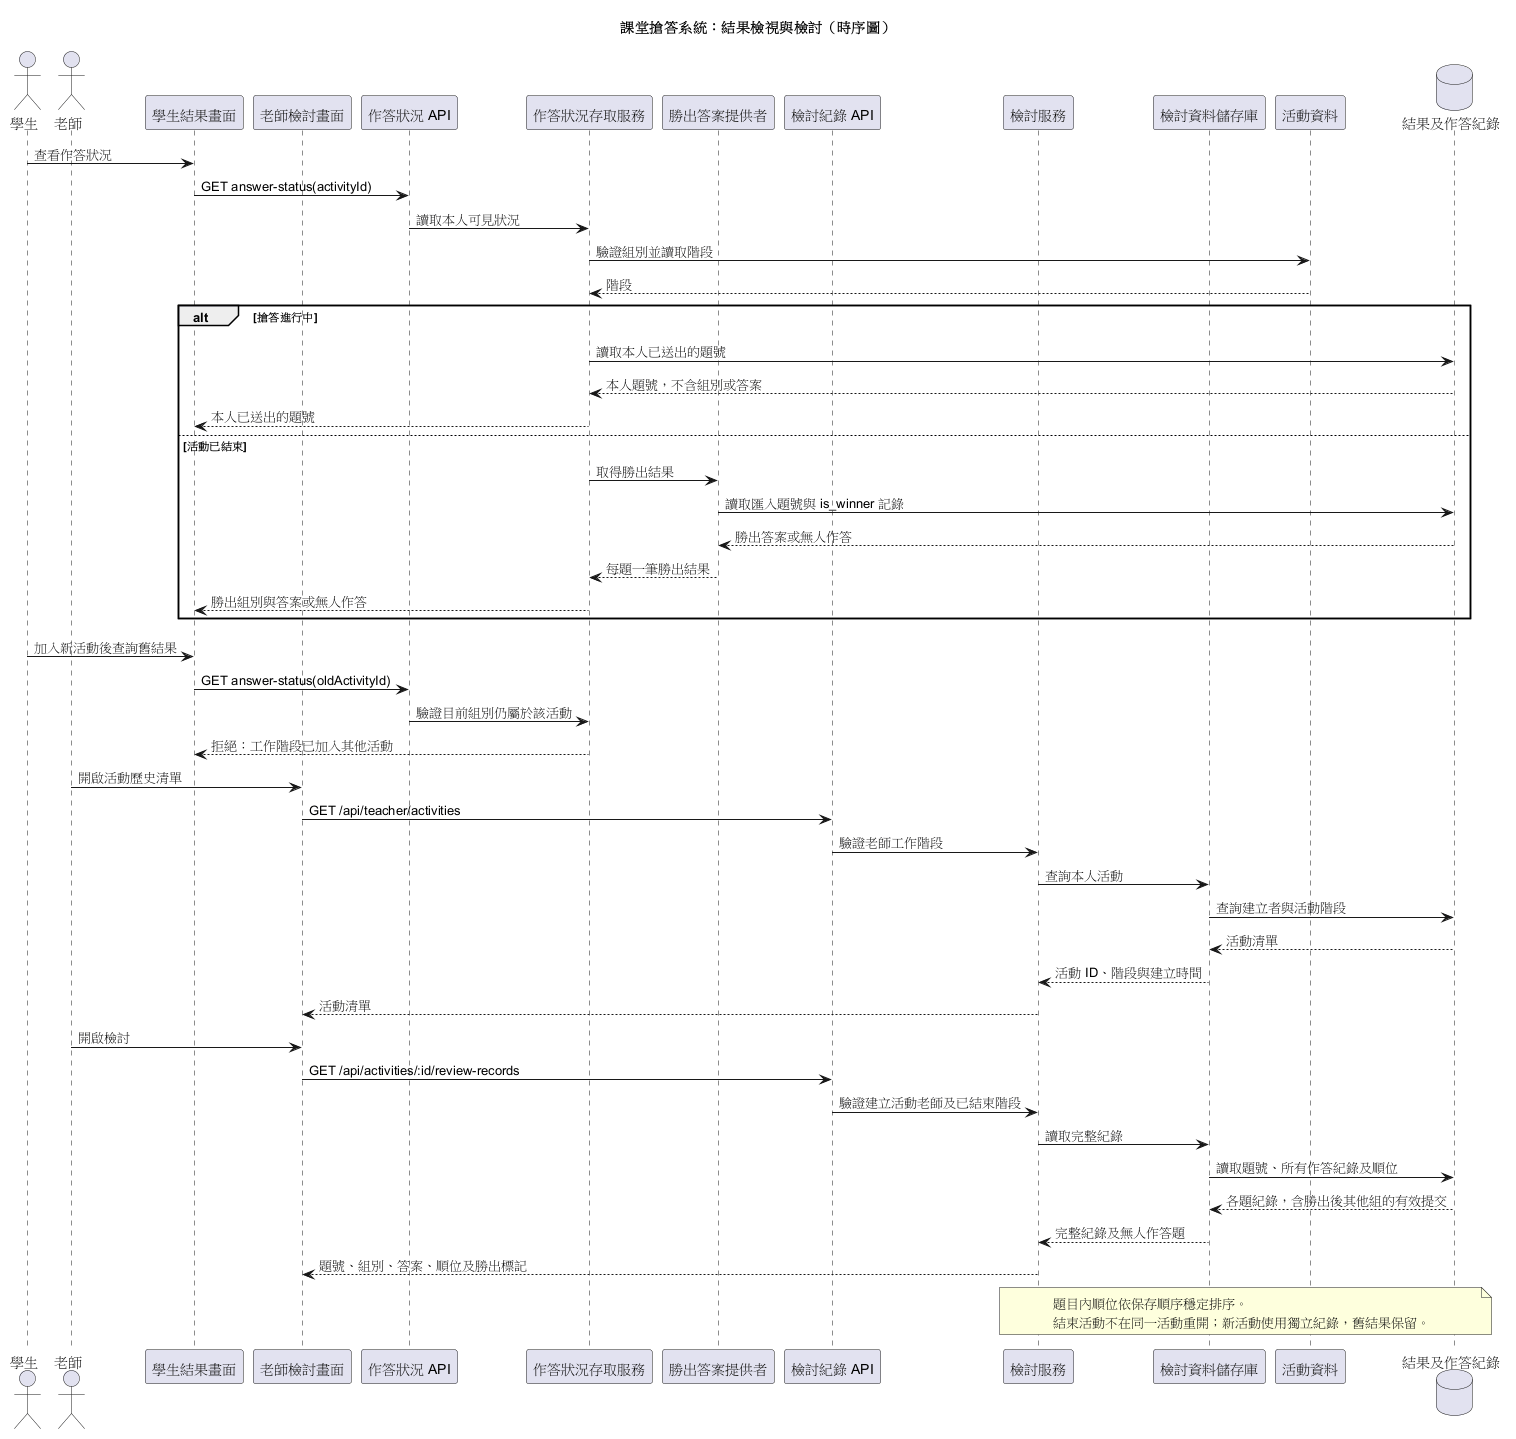 課堂搶答系統：結果檢視與檢討（時序圖）
學生
老師
學生結果畫面
老師檢討畫面
作答狀況 API
作答狀況存取服務
勝出答案提供者
檢討紀錄 API
檢討服務
檢討資料儲存庫
活動資料
結果及作答紀錄
查看作答狀況
GET answer-status(activityId)
讀取本人可見狀況
驗證組別並讀取階段
階段
alt
[搶答進行中]
讀取本人已送出的題號
本人題號，不含組別或答案
本人已送出的題號
[活動已結束]
取得勝出結果
讀取匯入題號與 is_winner 記錄
勝出答案或無人作答
每題一筆勝出結果
勝出組別與答案或無人作答
加入新活動後查詢舊結果
GET answer-status(oldActivityId)
驗證目前組別仍屬於該活動
拒絕：工作階段已加入其他活動
開啟活動歷史清單
GET /api/teacher/activities
驗證老師工作階段
查詢本人活動
查詢建立者與活動階段
活動清單
活動 ID、階段與建立時間
活動清單
開啟檢討
GET /api/activities/:id/review-records
驗證建立活動老師及已結束階段
讀取完整紀錄
讀取題號、所有作答紀錄及順位
各題紀錄，含勝出後其他組的有效提交
完整紀錄及無人作答題
題號、組別、答案、順位及勝出標記
題目內順位依保存順序穩定排序。
結束活動不在同一活動重開；新活動使用獨立紀錄，舊結果保留。
學生
老師
學生結果畫面
老師檢討畫面
作答狀況 API
作答狀況存取服務
勝出答案提供者
檢討紀錄 API
檢討服務
檢討資料儲存庫
活動資料
結果及作答紀錄